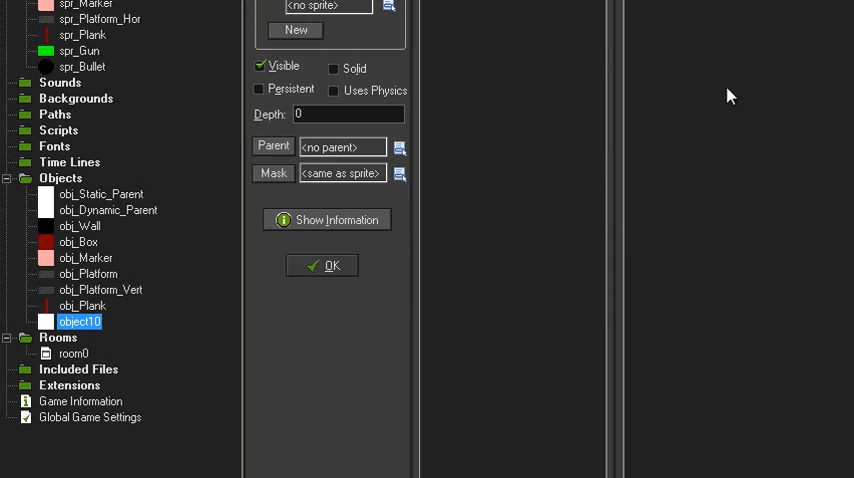 spr_Marker
spr_Platform_Hor
spr_Plank
spr_Gun
spr_Bullet
Sounds
Backgrounds
Paths
Scripts
Fonts
Time Lines
Objects
obj_Static_Parent
obj_Dynamic_Parent
obj_Wall
obj_Box
obj_Marker
obj_Platform
obj_Platform_Vert
obj_Plank
object10
Rooms
room0
Included Files
Extensions
Game Information
Global Game Settings
<no sprite>
New
Visible
Solid
Persistent
Uses Physics
Depth: 0
Parent <no parent>
Mask <same as sprite>
Show Information
OK